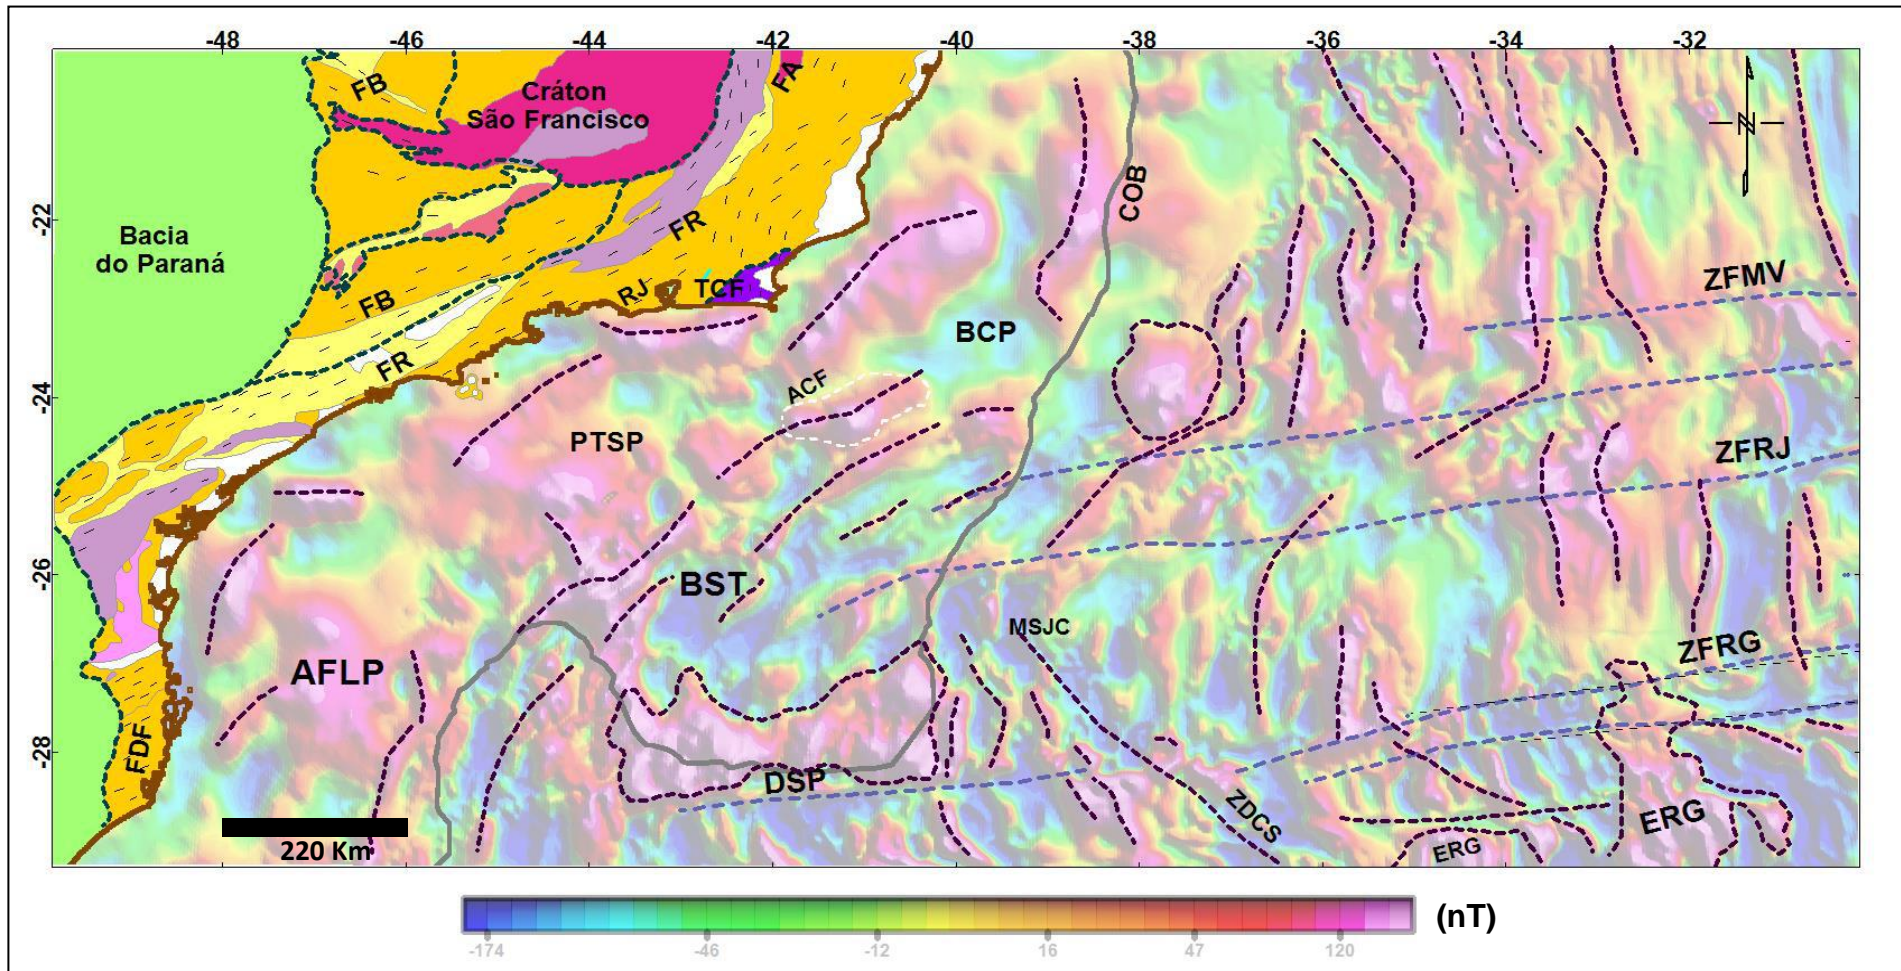 -48 -46 -44 -42 -40 -38 -36 -34 -32
FB
Cráton
São Francisco
FA
-22
COB
FR
Bacia
do Paraná
ZFMV
TCF
RJ
FB
BCP
FR
ACF
-24
PTSP
ZFRJ
-26
BST
MSJC
ZFRG
AFLP
FDF
-28
DSP
ZDCS
ERG
ERG
220 Km
(nT)
-174 -46 -12 16 47 120